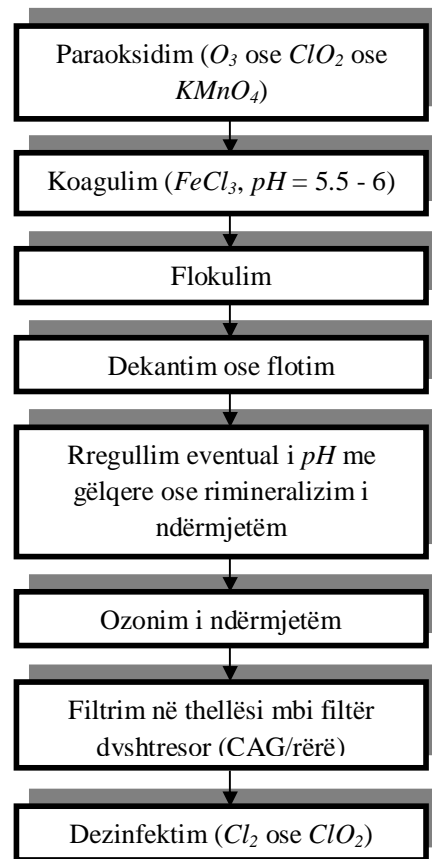 Paraoksidim (O₃ ose ClO₂ ose
KMnO₄)
Koagulim (FeCl₃, pH = 5.5 - 6)
Flokulim
Dekantim ose flotim
Rregullim eventual i pH me
gëlqere ose rimineralizim i
ndërmjetëm
Ozonim i ndërmjetëm
Filtrim në thellësi mbi filtër
dyshtresor (CAG/rërë)
Dezinfektim (Cl₂ ose ClO₂)